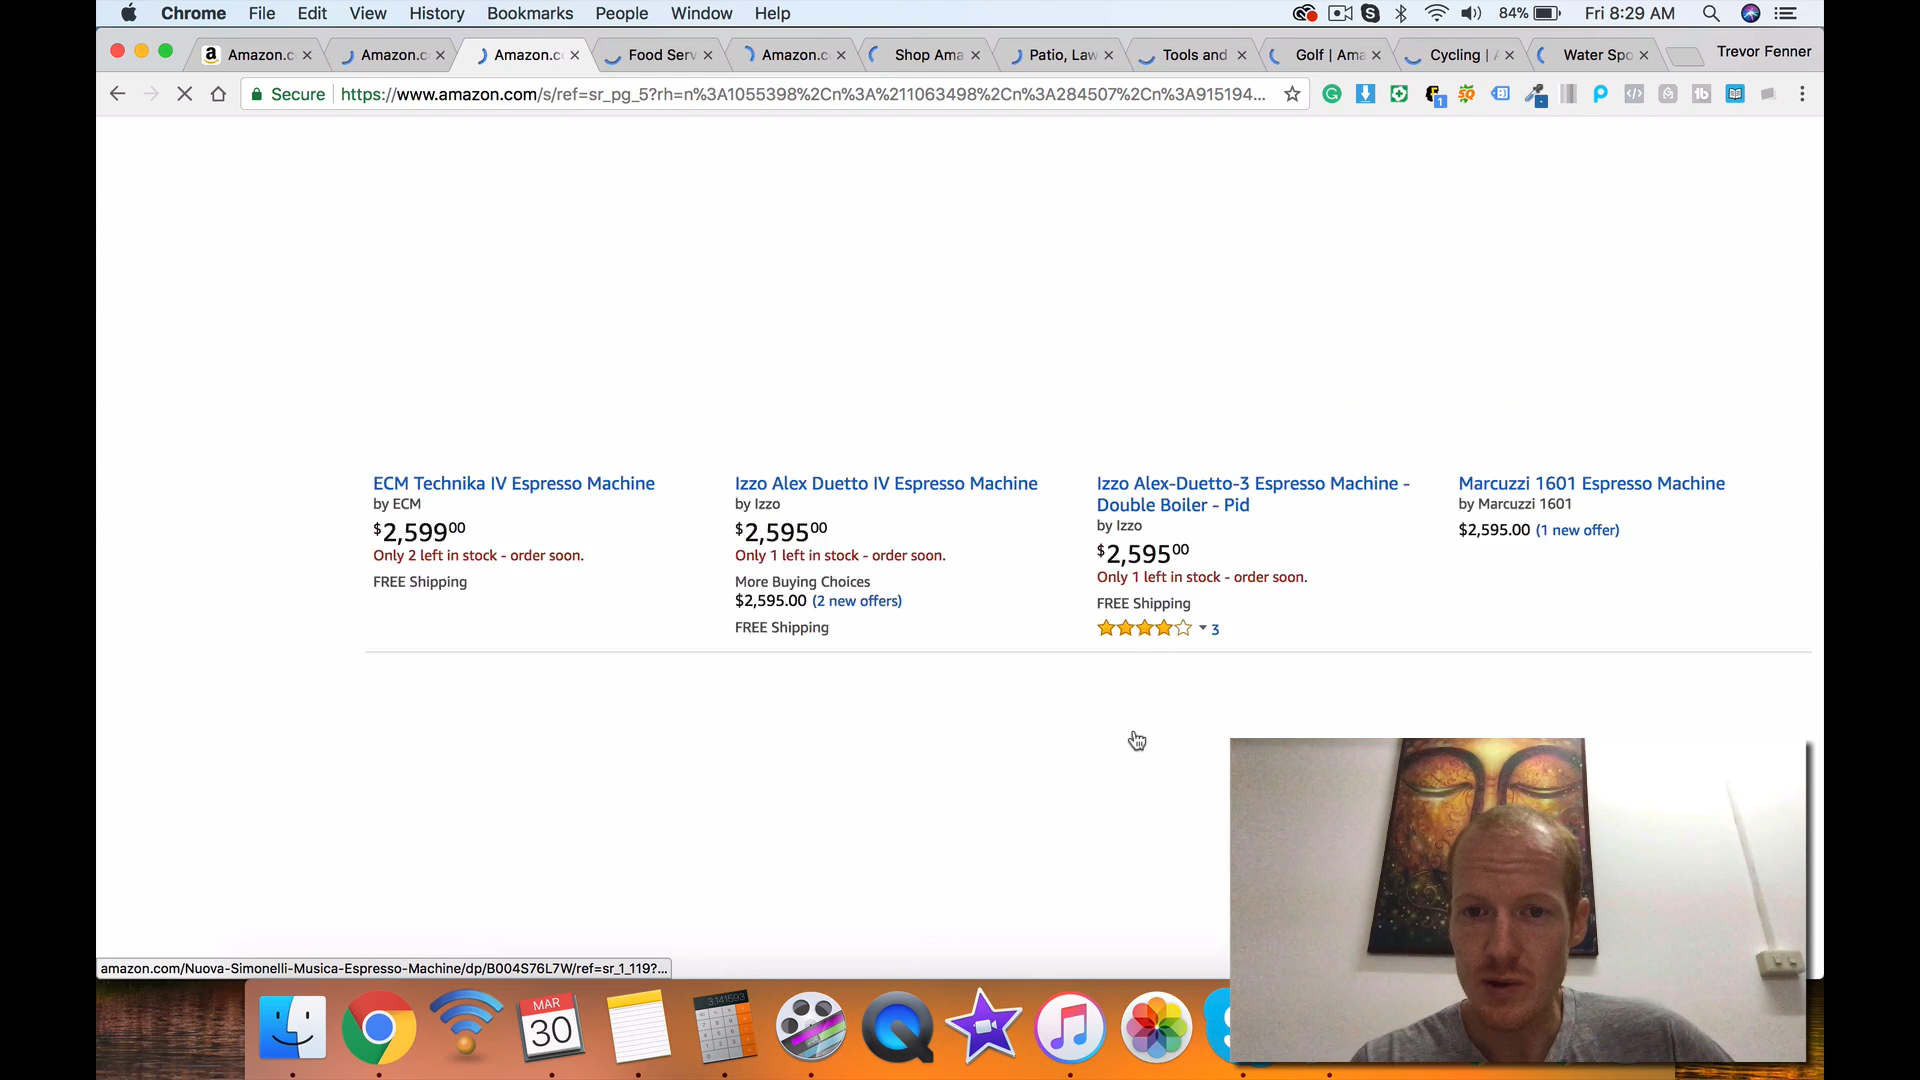 Chrome File Edit View History Bookmarks People Window Help 84% Fri 8:29 AM
Amazon.c Amazon.c Amazon.c Food Serv Amazon.c Shop Ama Patio, Law Tools and Golf | Ama Cycling | A Water Spo Trevor Fenner
Secure https://www.amazon.com/s/ref=sr_pg_5?rh=n%3A1055398%2Cn%3A%211063498%2Cn%3A284507%2Cn%3A915194...
ECM Technika IV Espresso Machine
by ECM
$2,59900
Only 2 left in stock - order soon.
FREE Shipping
Izzo Alex Duetto IV Espresso Machine
by Izzo
$2,59500
Only 1 left in stock - order soon.
More Buying Choices
$2,595.00 (2 new offers)
FREE Shipping
Izzo Alex-Duetto-3 Espresso Machine -
Double Boiler - Pid
by Izzo
$2,59500
Only 1 left in stock - order soon.
FREE Shipping
3
Marcuzzi 1601 Espresso Machine
by Marcuzzi 1601
$2,595.00 (1 new offer)
amazon.com/Nuova-Simonelli-Musica-Espresso-Machine/dp/B004S76L7W/ref=sr_1_119?...
MAR
30
3.141593